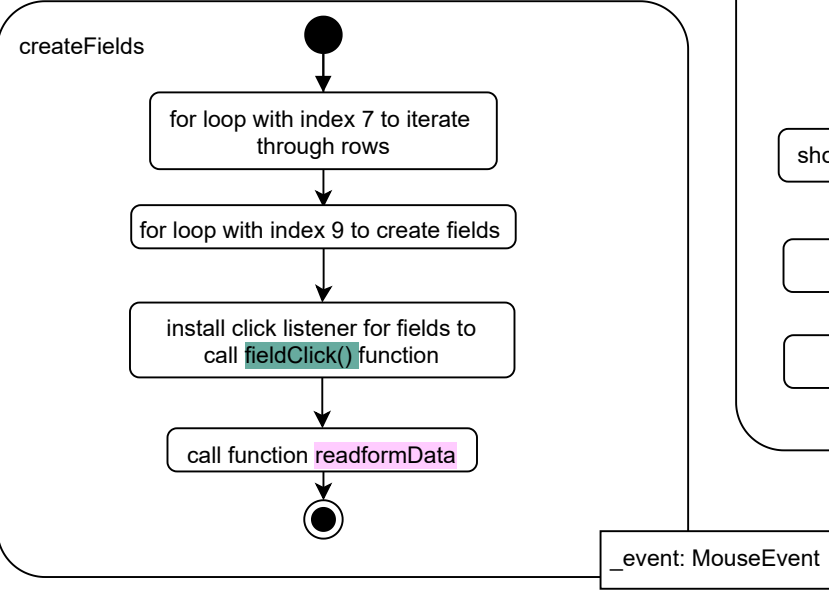 createFields
for loop with index 7 to iterate
through rows
for loop with index 9 to create fields
install click listener for fields to
call fieldClick() function
call function readformData
_event: MouseEvent